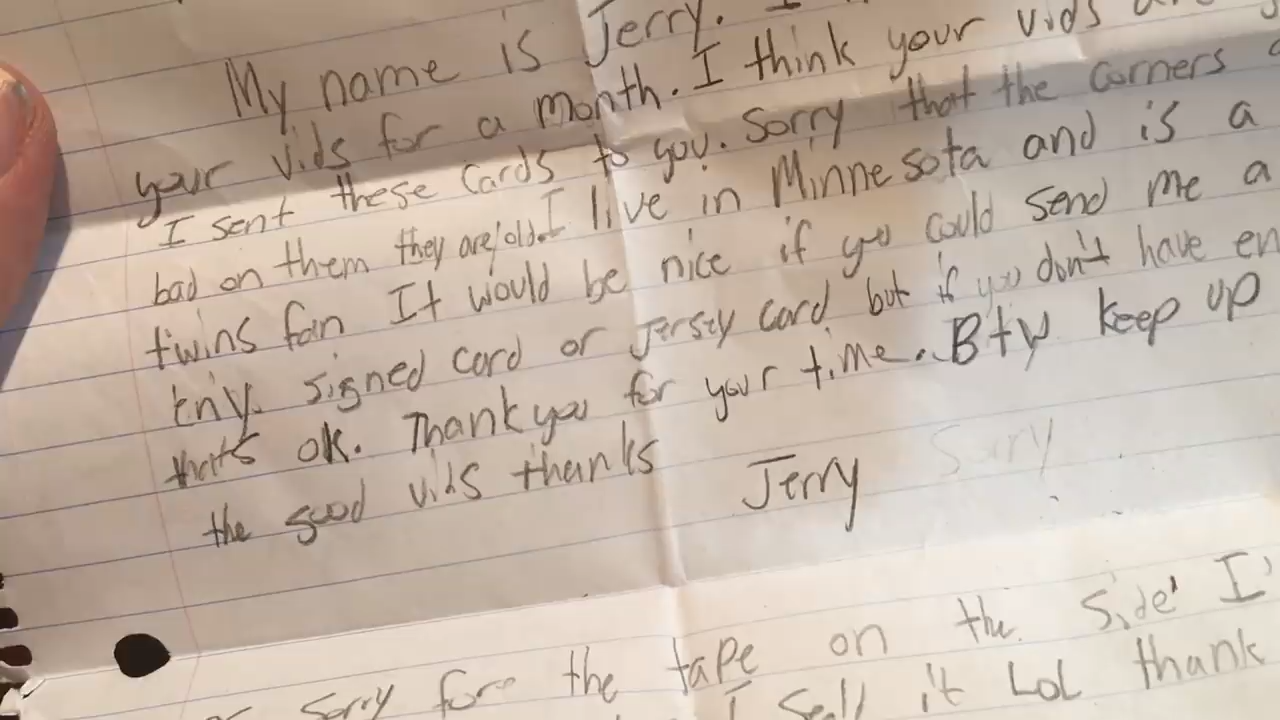 My name is Jerry. I
your vids for a month. I think your vids
I sent these cards to you. Sorry that the corners
bad on them they are old. I live in Minnesota and is a
twins fan It would be nice if you could send me a
tny. signed card or Jersey card but if you don't have en
that's ok. Thank you for your time. Btw keep up
the good vids thanks
Jerry Sorry
sorry for the tape on the side' I'
I sell it LoL thank